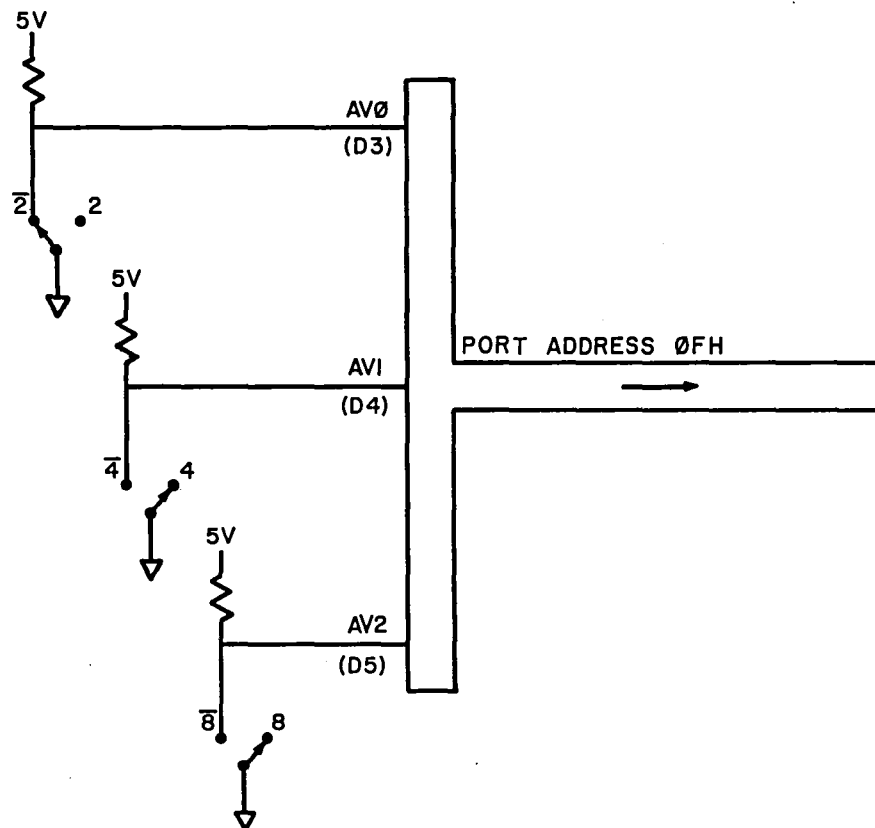 5V
AVØ
(D3)
2̅ 2
5V
PORT ADDRESS ØFH
AV1
(D4)
4̅ 4
5V
AV2
(D5)
8̅ 8